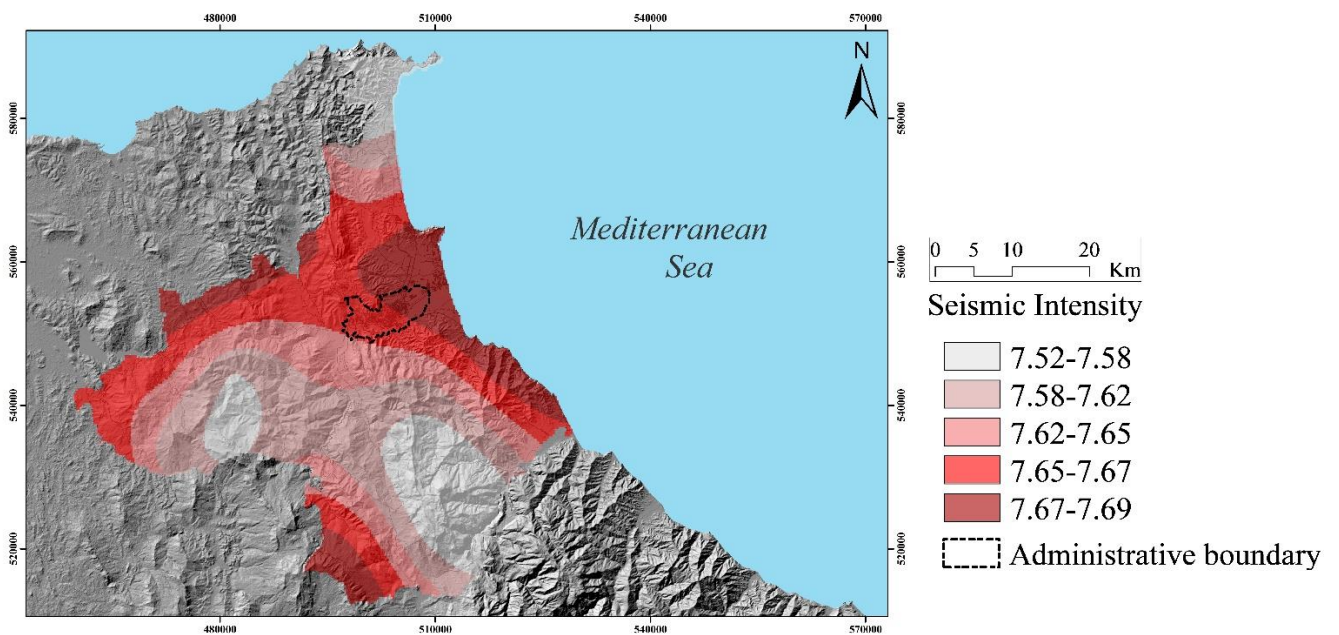 480000 510000 540000 570000
N
580000 580000
Mediterranean
Sea
560000 560000
0 5 10 20
Km
Seismic Intensity
7.52-7.58
7.58-7.62
540000 540000
7.62-7.65
7.65-7.67
7.67-7.69
520000 520000
Administrative boundary
480000 510000 540000 570000